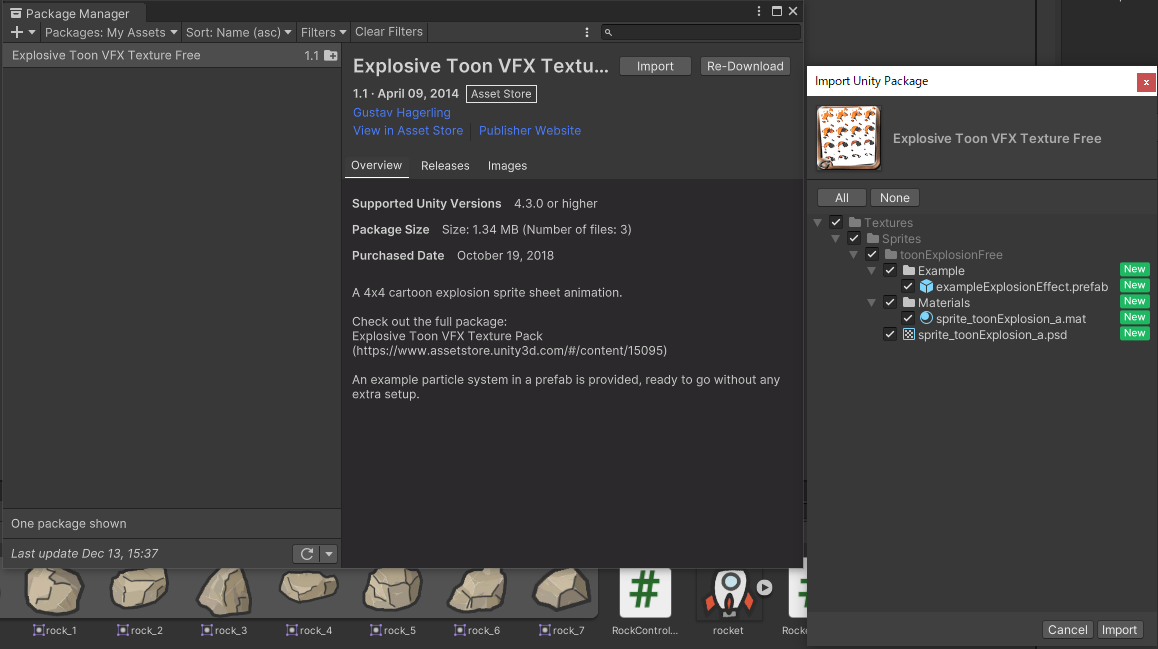 Package Manager
Packages: My Assets
Sort: Name (asc)
Filters
Clear Filters
Explosive Toon VFX Texture Free
1.1
One package shown
Last update Dec 13, 15:37
Explosive Toon VFX Textu...
Import
Re-Download
1.1 · April 09, 2014
Asset Store
Gustav Hagerling
View in Asset Store
Publisher Website
Overview
Releases
Images
Supported Unity Versions 4.3.0 or higher
Package Size Size: 1.34 MB (Number of files: 3)
Purchased Date October 19, 2018
A 4x4 cartoon explosion sprite sheet animation.
Check out the full package:
Explosive Toon VFX Texture Pack
(https://www.assetstore.unity3d.com/#/content/15095)
An example particle system in a prefab is provided, ready to go without any
extra setup.
Import Unity Package
x
Explosive Toon VFX Texture Free
All
None
Textures
Sprites
toonExplosionFree
Example New
exampleExplosionEffect.prefab New
Materials New
sprite_toonExplosion_a.mat New
sprite_toonExplosion_a.psd New
Cancel
Import
#
rock_1
rock_2
rock_3
rock_4
rock_5
rock_6
rock_7
RockControl...
rocket